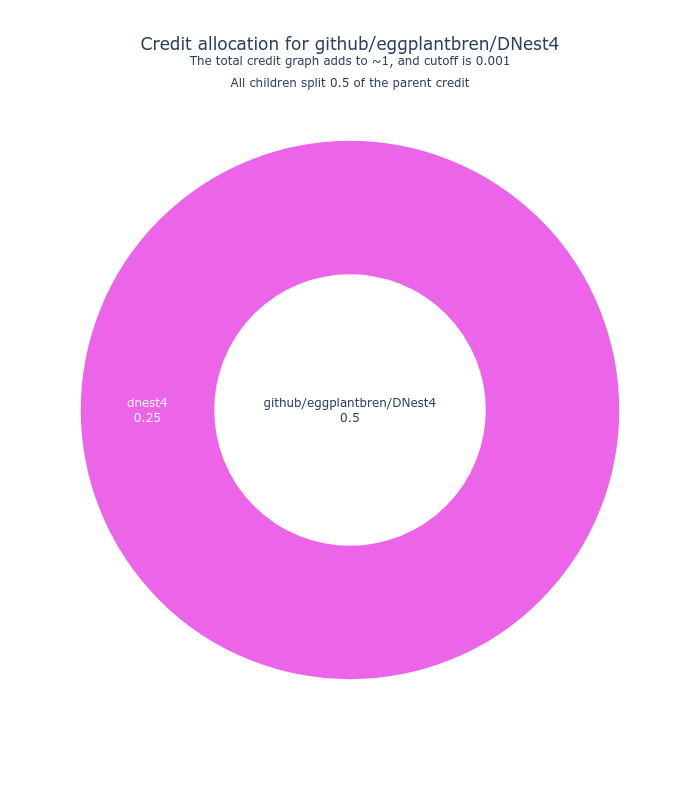 Credit allocation for github/eggplantbren/DNest4
The total credit graph adds to ~1, and cutoff is 0.001
All children split 0.5 of the parent credit
dnest4
0.25
github/eggplantbren/DNest4
0.5